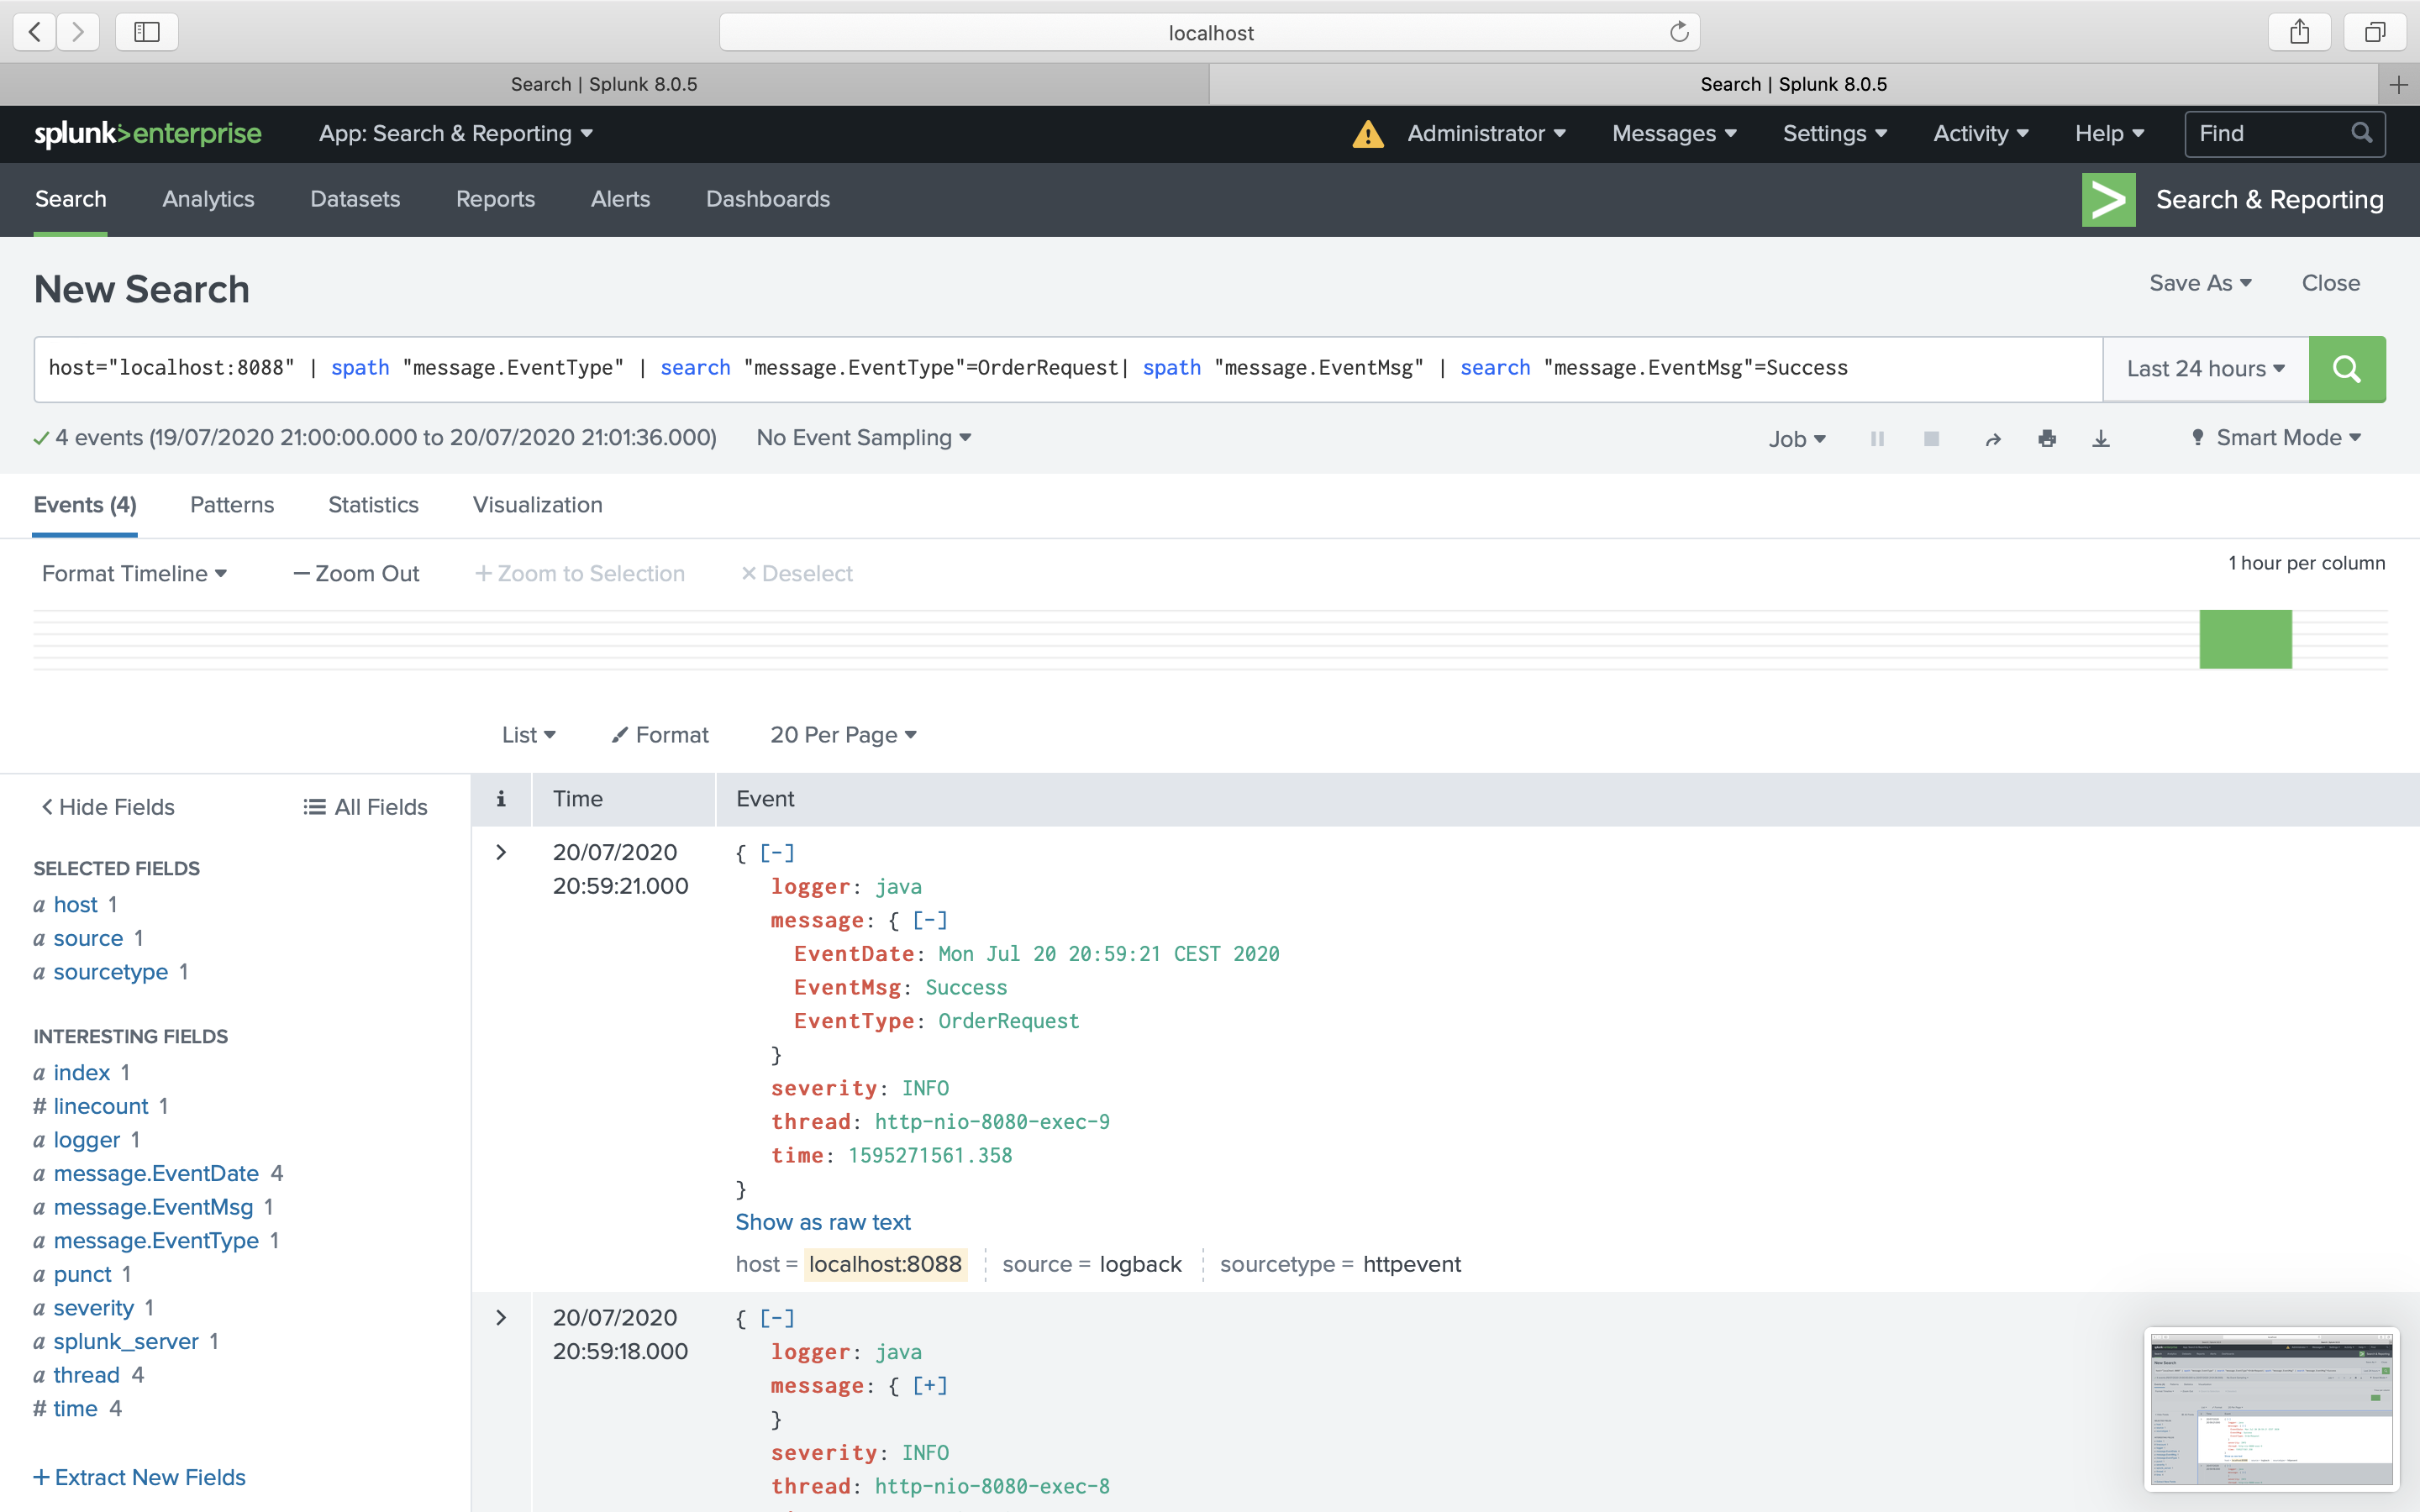 localhost
Search | Splunk 8.0.5
Search | Splunk 8.0.5
splunk>enterprise App: Search & Reporting Administrator Messages Settings Activity Help Find
Search Analytics Datasets Reports Alerts Dashboards Search & Reporting
New Search Save As Close
host="localhost:8088" | spath "message.EventType" | search "message.EventType"=OrderRequest| spath "message.EventMsg" | search "message.EventMsg"=Success Last 24 hours
4 events (19/07/2020 21:00:00.000 to 20/07/2020 21:01:36.000) No Event Sampling Job Smart Mode
Events (4) Patterns Statistics Visualization
Format Timeline — Zoom Out + Zoom to Selection × Deselect 1 hour per column
List Format 20 Per Page
< Hide Fields All Fields
SELECTED FIELDS
a host 1
a source 1
a sourcetype 1
INTERESTING FIELDS
a index 1
# linecount 1
a logger 1
a message.EventDate 4
a message.EventMsg 1
a message.EventType 1
a punct 1
a severity 1
a splunk_server 1
a thread 4
# time 4
+ Extract New Fields
i Time Event
> 20/07/2020 { [-]
20:59:21.000 logger: java
message: { [-]
EventDate: Mon Jul 20 20:59:21 CEST 2020
EventMsg: Success
EventType: OrderRequest
}
severity: INFO
thread: http-nio-8080-exec-9
time: 1595271561.358
}
Show as raw text
host = localhost:8088 source = logback sourcetype = httpevent
> 20/07/2020 { [-]
20:59:18.000 logger: java
message: { [+]
}
severity: INFO
thread: http-nio-8080-exec-8